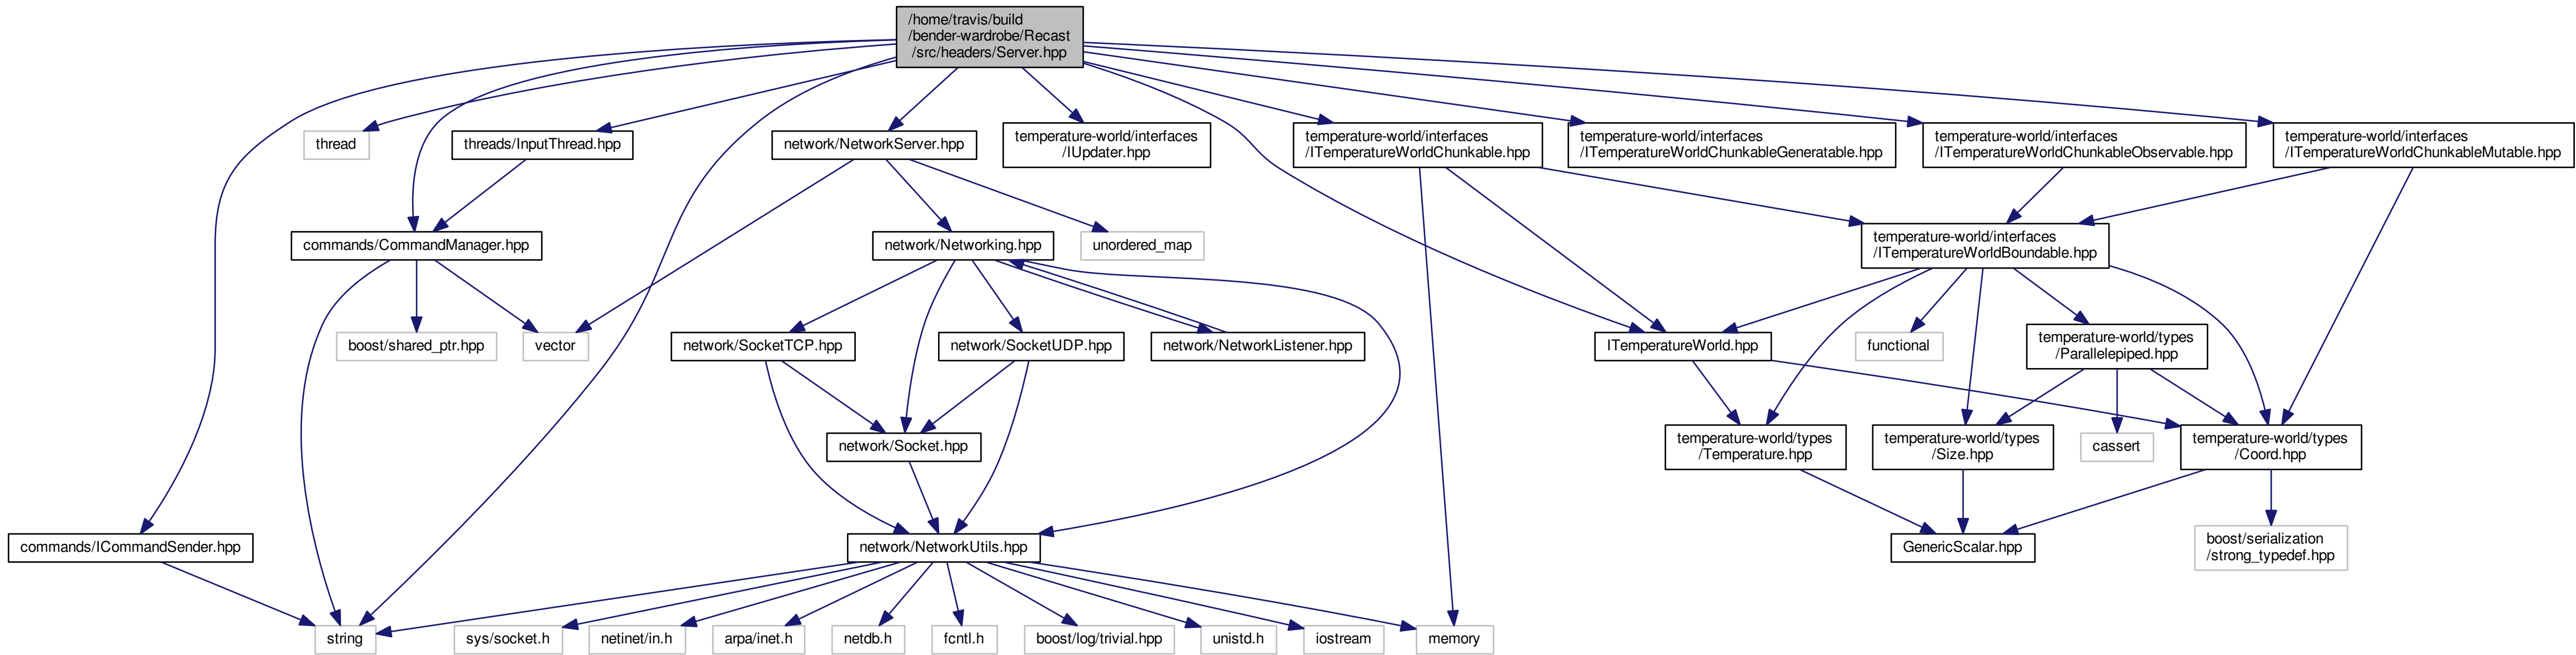 /home/travis/build
/bender-wardrobe/Recast
/src/headers/Server.hpp
thread
threads/InputThread.hpp
network/NetworkServer.hpp
temperature-world/interfaces
/IUpdater.hpp
temperature-world/interfaces
/ITemperatureWorldChunkable.hpp
temperature-world/interfaces
/ITemperatureWorldChunkableGeneratable.hpp
temperature-world/interfaces
/ITemperatureWorldChunkableObservable.hpp
temperature-world/interfaces
/ITemperatureWorldChunkableMutable.hpp
commands/CommandManager.hpp
network/Networking.hpp
unordered_map
temperature-world/interfaces
/ITemperatureWorldBoundable.hpp
boost/shared_ptr.hpp
vector
network/SocketTCP.hpp
network/SocketUDP.hpp
network/NetworkListener.hpp
ITemperatureWorld.hpp
functional
temperature-world/types
/Parallelepiped.hpp
network/Socket.hpp
temperature-world/types
/Temperature.hpp
temperature-world/types
/Size.hpp
cassert
temperature-world/types
/Coord.hpp
commands/ICommandSender.hpp
network/NetworkUtils.hpp
GenericScalar.hpp
boost/serialization
/strong_typedef.hpp
string
sys/socket.h
netinet/in.h
arpa/inet.h
netdb.h
fcntl.h
boost/log/trivial.hpp
unistd.h
iostream
memory